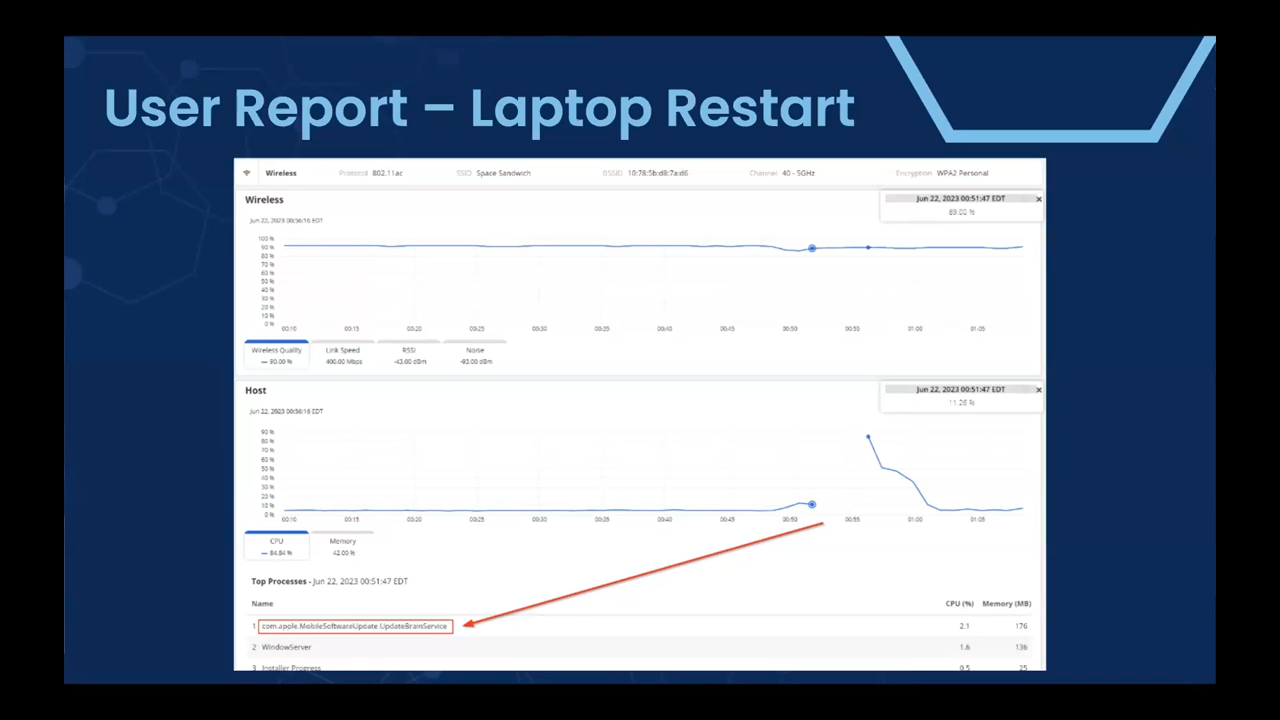 User Report – Laptop Restart
Wireless Protocol 802.11ac SSID Space Sandwich BSSID 10:78:5b:d8:7a:d6 Channel 40 - 5GHz Encryption WPA2 Personal
Wireless
Jun 22, 2023 00:51:47 EDT
89.00 %
Jun 22, 2023 00:56:16 EDT
100 %
90 %
80 %
70 %
60 %
50 %
40 %
30 %
20 %
10 %
0 %
00:10 00:15 00:20 00:25 00:30 00:35 00:40 00:45 00:50 00:55 01:00 01:05
Wireless Quality Link Speed RSSI Noise
90.00 % 400.00 Mbps -43.00 dBm -93.00 dBm
Host
Jun 22, 2023 00:51:47 EDT
11.26 %
Jun 22, 2023 00:56:16 EDT
90 %
80 %
70 %
60 %
50 %
40 %
30 %
20 %
10 %
0 %
00:10 00:15 00:20 00:25 00:30 00:35 00:40 00:45 00:50 00:55 01:00 01:05
CPU Memory
84.84 % 42.00 %
Top Processes - Jun 22, 2023 00:51:47 EDT
Name CPU (%) Memory (MB)
1 com.apple.MobileSoftwareUpdate.UpdateBrainService 2.1 176
2 WindowServer 1.6 136
3 Installer Progress 0.5 25